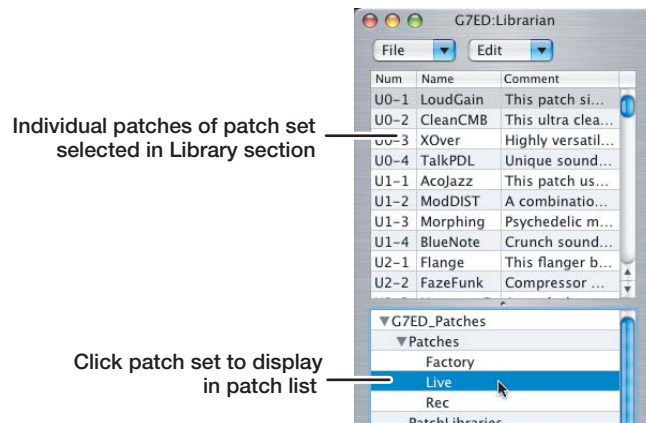 G7ED:Librarian
File Edit
Num Name Comment
U0-1 LoudGain This patch si...
U0-2 CleanCMB This ultra clea...
U0-3 XOver Highly versatil...
U0-4 TalkPDL Unique sound...
U1-1 AcoJazz This patch us...
U1-2 ModDIST A combinatio...
U1-3 Morphing Psychedelic m...
U1-4 BlueNote Crunch sound...
U2-1 Flange This flanger b...
U2-2 FazeFunk Compressor ...
Individual patches of patch set
selected in Library section
G7ED_Patches
Patches
Factory
Live
Rec
PatchLibraries
Click patch set to display
in patch list